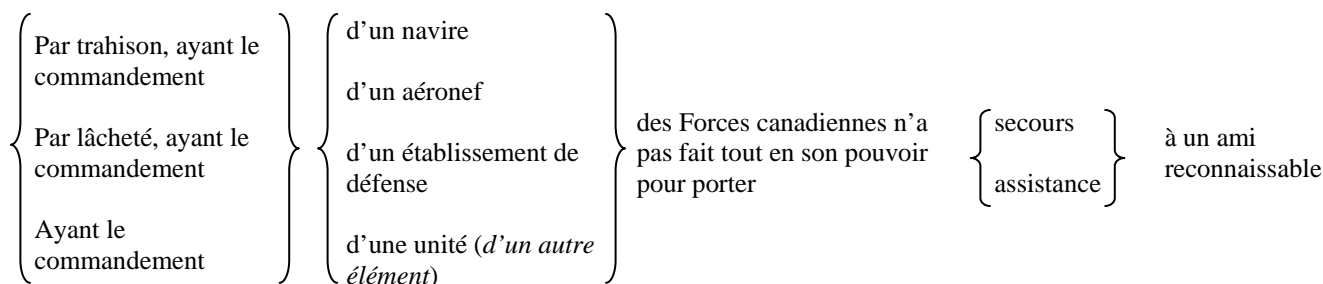 Par trahison, ayant le
commandement
Par lâcheté, ayant le
commandement
Ayant le
commandement
d’un navire
d’un aéronef
d’un établissement de
défense
d’une unité (d’un autre
élément)
des Forces canadiennes n’a
pas fait tout en son pouvoir
pour porter
secours
assistance
à un ami
reconnaissable